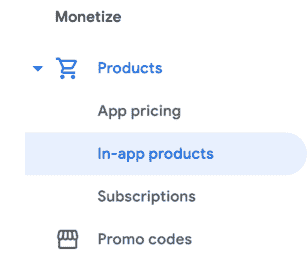 Monetize
Products
App pricing
In-app products
Subscriptions
Promo codes